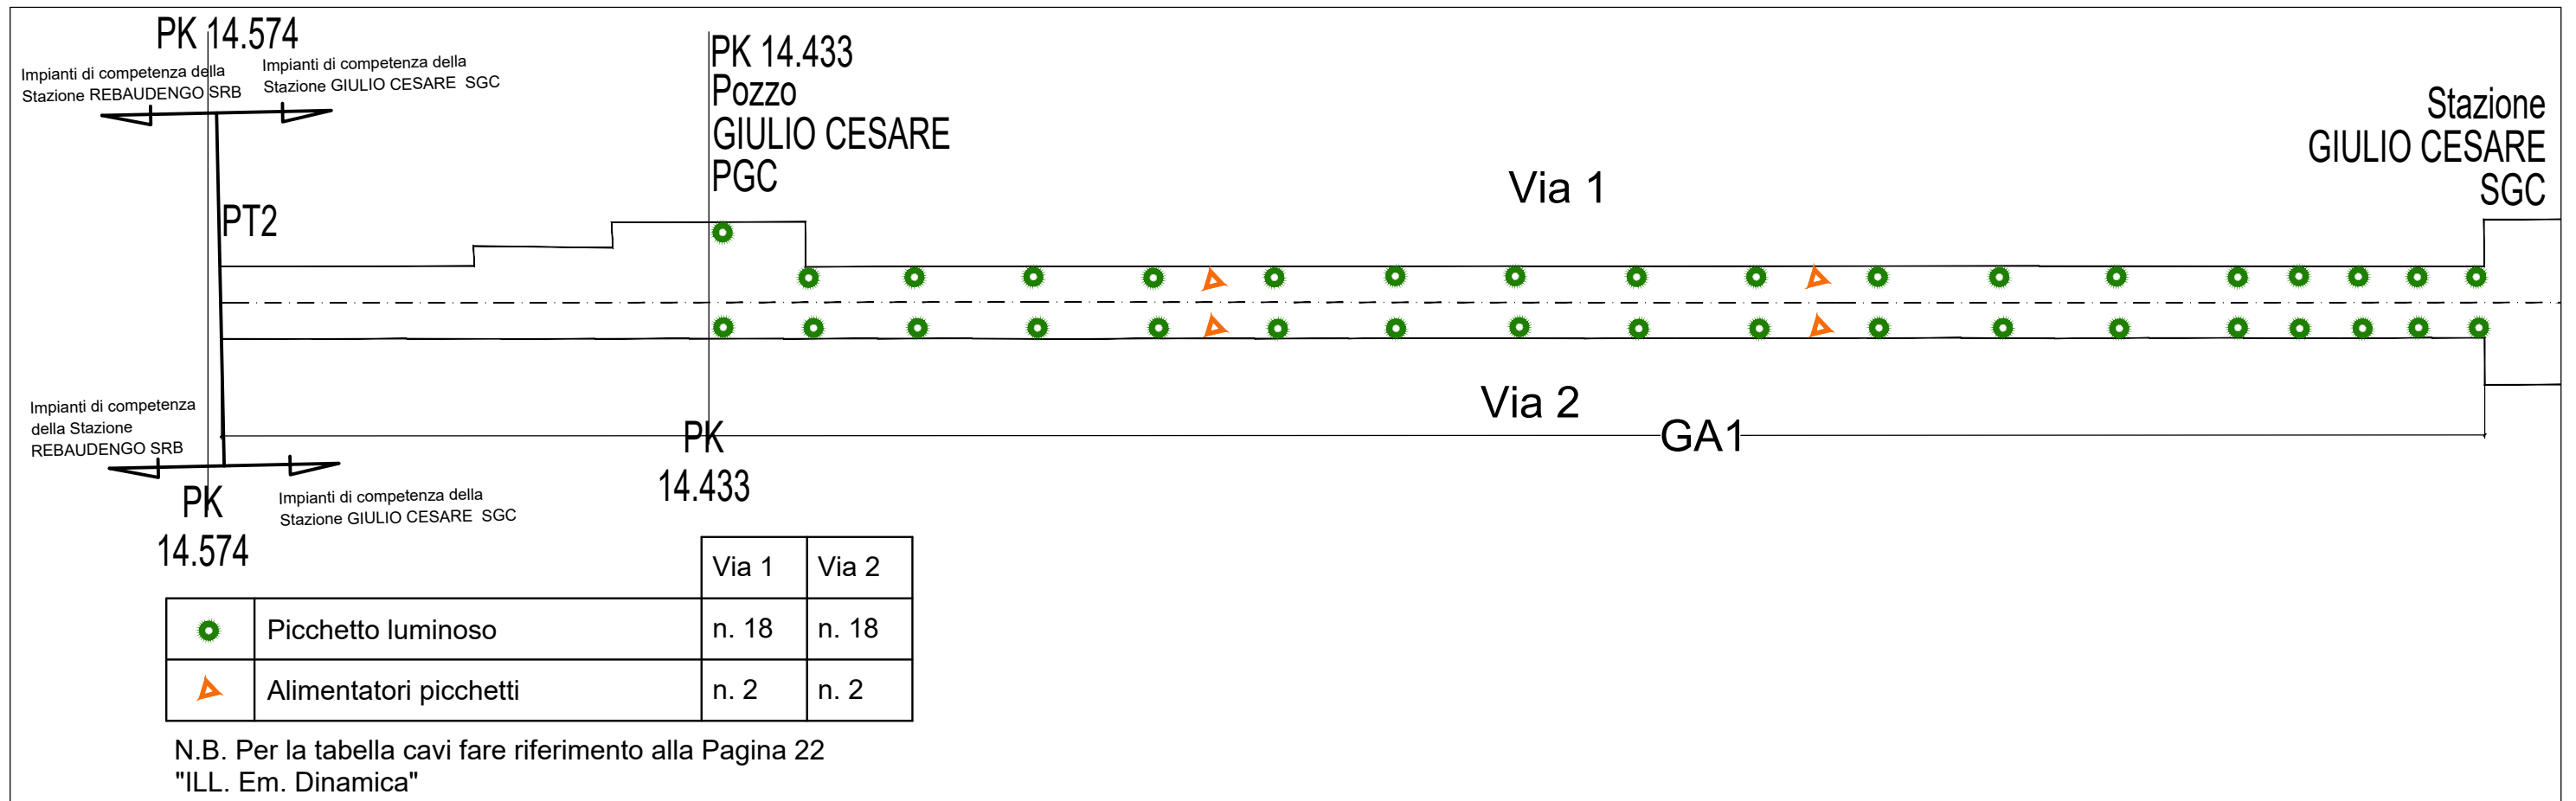 PK 14.574
Impianti di competenza della
Stazione REBAUDENGO SRB
Impianti di competenza della
Stazione GIULIO CESARE SGC
PK 14.433
Pozzo
GIULIO CESARE
PGC
Via 1
Stazione
GIULIO CESARE
SGC
PT2
Via 2
GA1
Impianti di competenza
della Stazione
REBAUDENGO SRB
PK
14.574
Impianti di competenza della
Stazione GIULIO CESARE SGC
PK
14.433
Via 1 Via 2
Picchetto luminoso n. 18 n. 18
Alimentatori picchetti n. 2 n. 2
N.B. Per la tabella cavi fare riferimento alla Pagina 22
"ILL. Em. Dinamica"